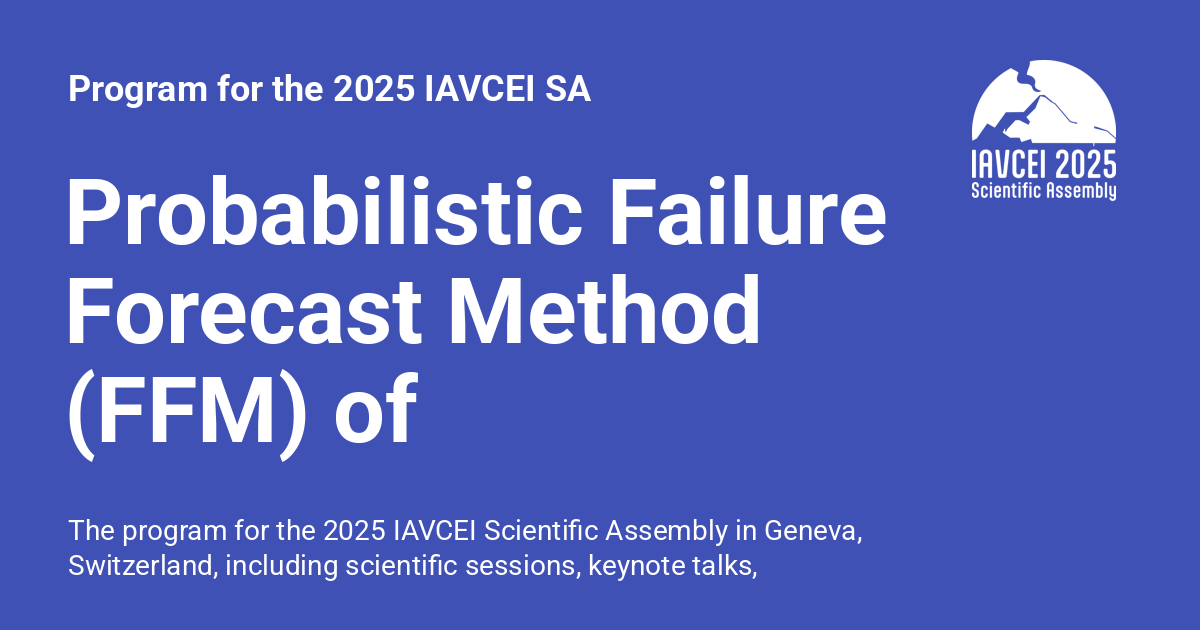 Program for the 2025 IAVCEI SA
IAVCEI 2025
Scientific Assembly
Probabilistic Failure
Forecast Method
(FFM) of
The program for the 2025 IAVCEI Scientific Assembly in Geneva,
Switzerland, including scientific sessions, keynote talks,